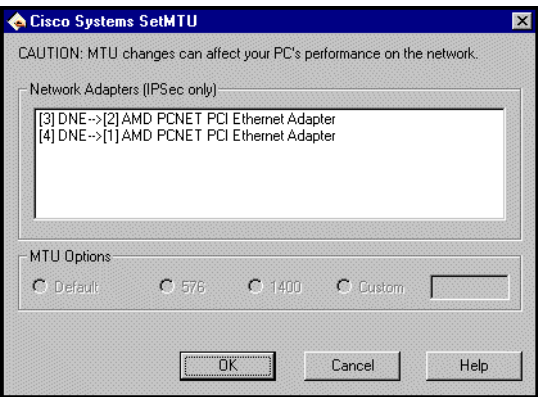 Cisco Systems SetMTU
CAUTION: MTU changes can affect your PC's performance on the network.
Network Adapters (IPSec only)
[3] DNE-->[2] AMD PCNET PCI Ethernet Adapter
[4] DNE-->[1] AMD PCNET PCI Ethernet Adapter
MTU Options
Default 576 1400 Custom
OK Cancel Help